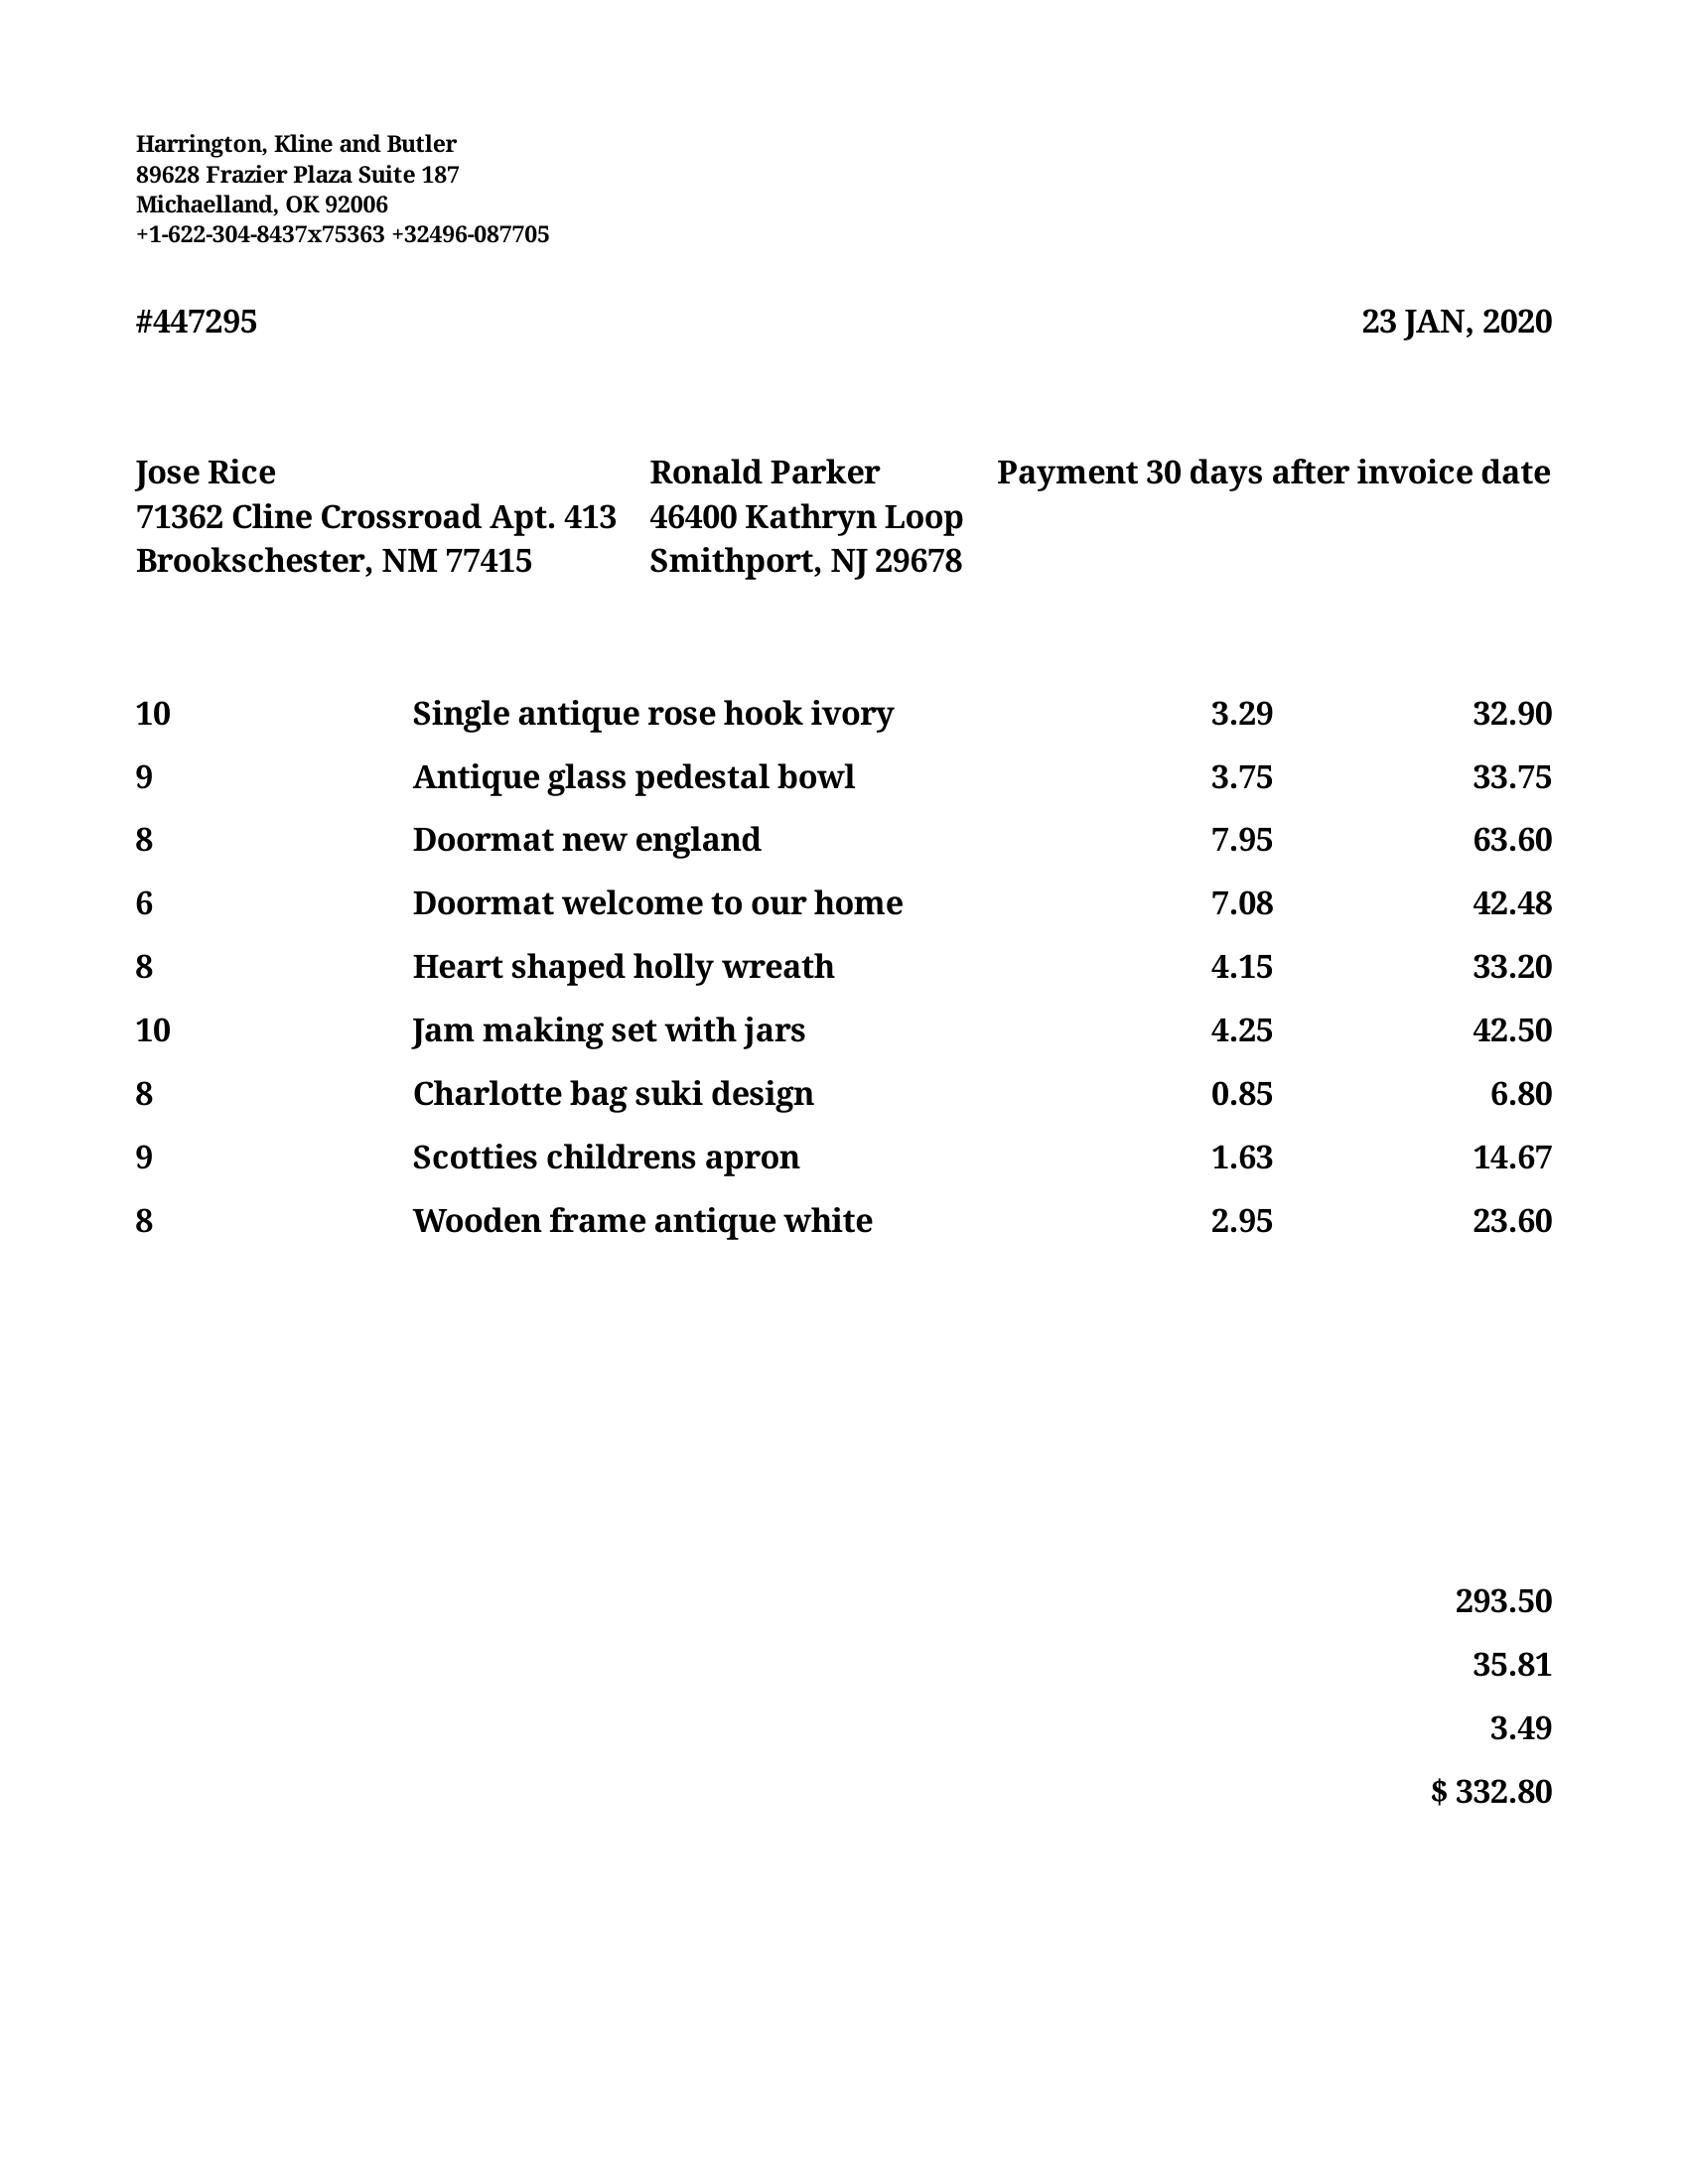 Harrington, Kline and Butler
89628 Frazier Plaza Suite 187
Michaelland, OK 92006
+1-622-304-8437x75363 +32496-087705
#447295 23 JAN, 2020
Jose Rice Ronald Parker Payment 30 days after invoice date
71362 Cline Crossroad Apt. 413 46400 Kathryn Loop
Brookschester, NM 77415 Smithport, NJ 29678
10 Single antique rose hook ivory 3.29 32.90
9 Antique glass pedestal bowl 3.75 33.75
8 Doormat new england 7.95 63.60
6 Doormat welcome to our home 7.08 42.48
8 Heart shaped holly wreath 4.15 33.20
10 Jam making set with jars 4.25 42.50
8 Charlotte bag suki design 0.85 6.80
9 Scotties childrens apron 1.63 14.67
8 Wooden frame antique white 2.95 23.60
293.50
35.81
3.49
$ 332.80